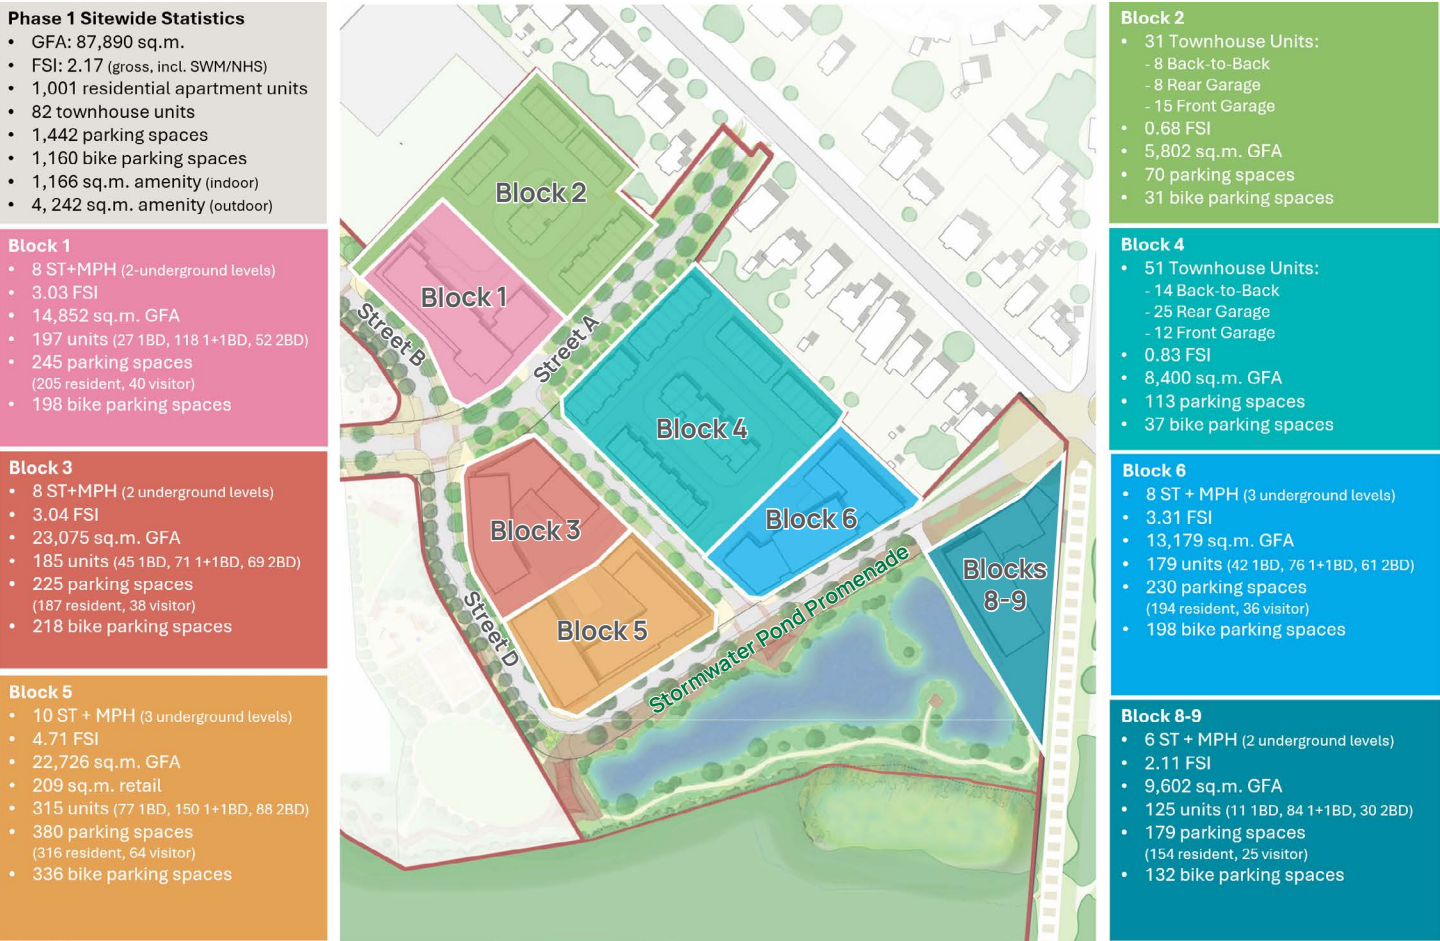 Phase 1 Sitewide Statistics
• GFA: 87,890 sq.m.
• FSI: 2.17 (gross, incl. SWM/NHS)
• 1,001 residential apartment units
• 82 townhouse units
• 1,442 parking spaces
• 1,160 bike parking spaces
• 1,166 sq.m. amenity (indoor)
• 4, 242 sq.m. amenity (outdoor)
Block 1
• 8 ST+MPH (2-underground levels)
• 3.03 FSI
• 14,852 sq.m. GFA
• 197 units (27 1BD, 118 1+1BD, 52 2BD)
• 245 parking spaces
(205 resident, 40 visitor)
• 198 bike parking spaces
Block 3
• 8 ST+MPH (2 underground levels)
• 3.04 FSI
• 23,075 sq.m. GFA
• 185 units (45 1BD, 71 1+1BD, 69 2BD)
• 225 parking spaces
(187 resident, 38 visitor)
• 218 bike parking spaces
Block 5
• 10 ST + MPH (3 underground levels)
• 4.71 FSI
• 22,726 sq.m. GFA
• 209 sq.m. retail
• 315 units (77 1BD, 150 1+1BD, 88 2BD)
• 380 parking spaces
(316 resident, 64 visitor)
• 336 bike parking spaces
Block 2
Block 1
Street B
Street A
Block 4
Block 3
Block 6
Block 5
Street D
Stormwater Pond Promenade
Blocks
8-9
Block 2
• 31 Townhouse Units:
- 8 Back-to-Back
- 8 Rear Garage
- 15 Front Garage
• 0.68 FSI
• 5,802 sq.m. GFA
• 70 parking spaces
• 31 bike parking spaces
Block 4
• 51 Townhouse Units:
- 14 Back-to-Back
- 25 Rear Garage
- 12 Front Garage
• 0.83 FSI
• 8,400 sq.m. GFA
• 113 parking spaces
• 37 bike parking spaces
Block 6
• 8 ST + MPH (3 underground levels)
• 3.31 FSI
• 13,179 sq.m. GFA
• 179 units (42 1BD, 76 1+1BD, 61 2BD)
• 230 parking spaces
(194 resident, 36 visitor)
• 198 bike parking spaces
Block 8-9
• 6 ST + MPH (2 underground levels)
• 2.11 FSI
• 9,602 sq.m. GFA
• 125 units (11 1BD, 84 1+1BD, 30 2BD)
• 179 parking spaces
(154 resident, 25 visitor)
• 132 bike parking spaces